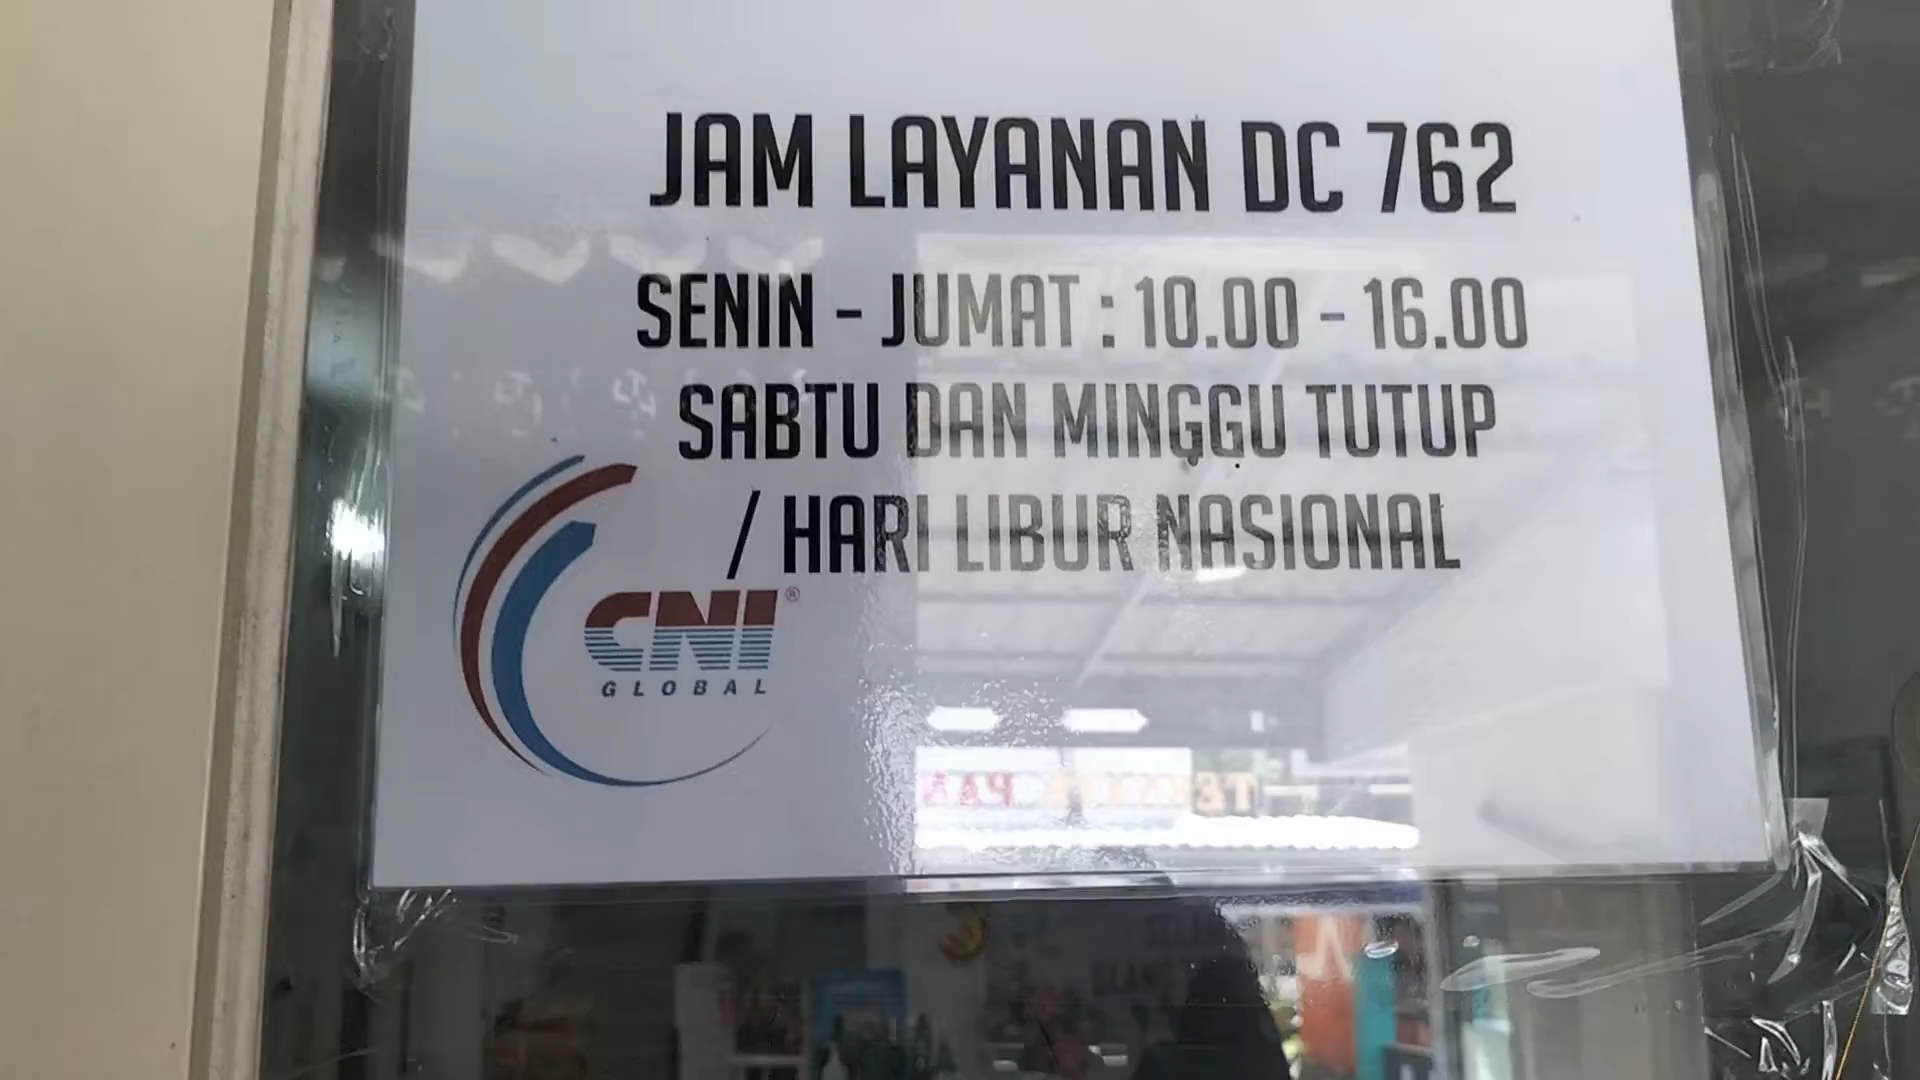 JAM LAYANAN DC 762
SENIN - JUMAT : 10.00 - 16.00
SABTU DAN MINGGU TUTUP
/ HARI LIBUR NASIONAL
CNI®
GLOBAL